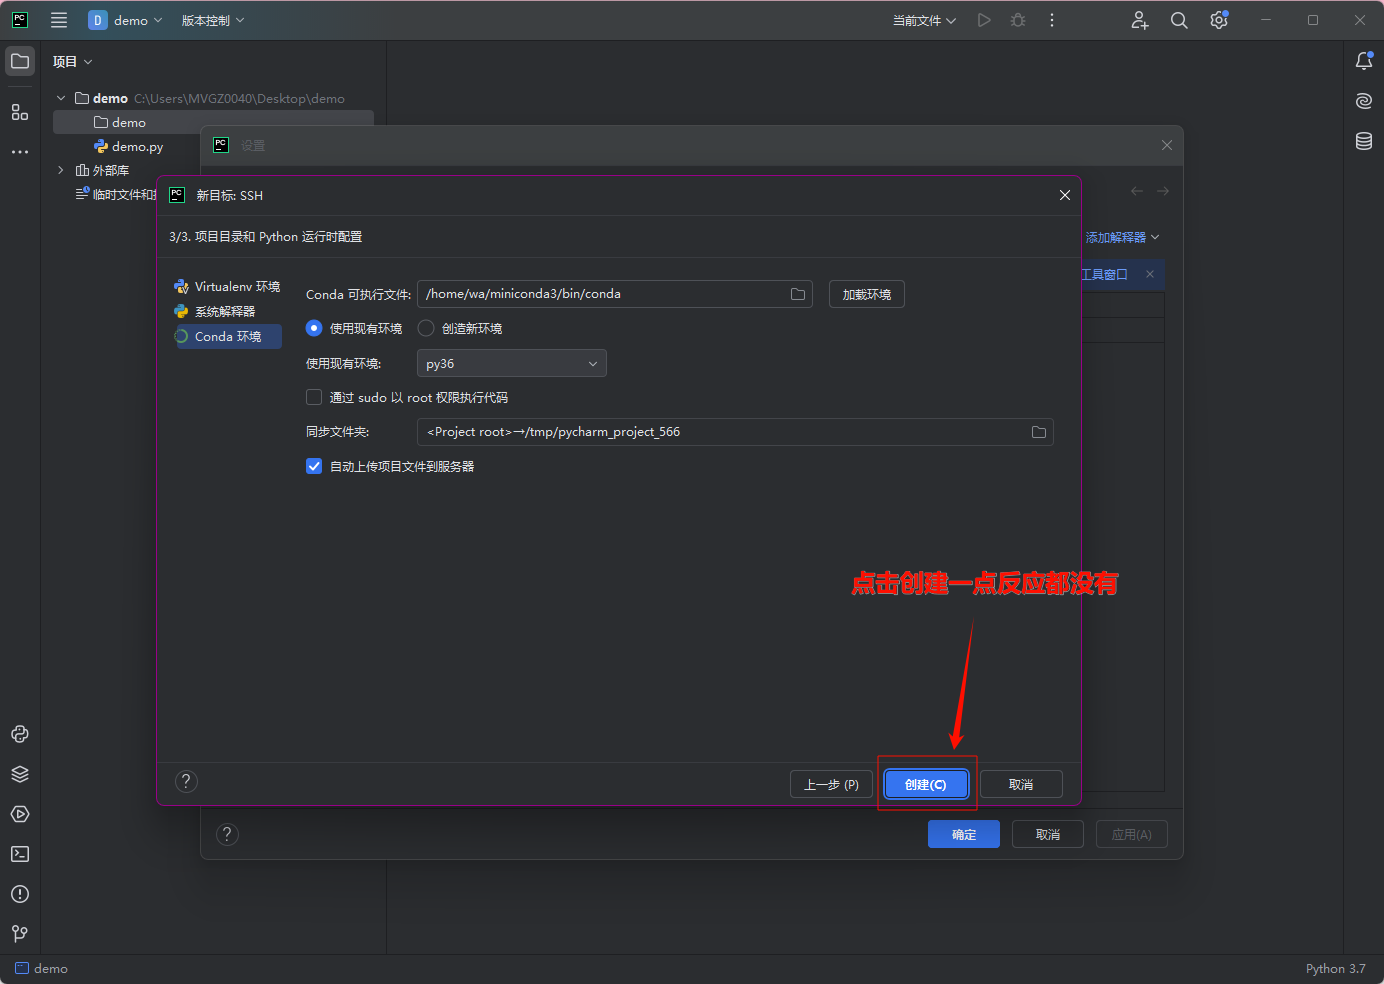 PC
D demo 版本控制 当前文件
项目
demo C:\Users\MVGZ0040\Desktop\demo
demo
demo.py
外部库
临时文件和
PC 设置
添加解释器
工具窗口
PC 新目标: SSH
3/3. 项目目录和 Python 运行时配置
Virtualenv 环境
系统解释器
Conda 环境
Conda 可执行文件: /home/wa/miniconda3/bin/conda 加载环境
使用现有环境 创造新环境
使用现有环境: py36
通过 sudo 以 root 权限执行代码
同步文件夹: <Project root>→/tmp/pycharm_project_566
自动上传项目文件到服务器
点击创建一点反应都没有
? 上一步 (P) 创建(C) 取消
? 确定 取消 应用(A)
demo Python 3.7